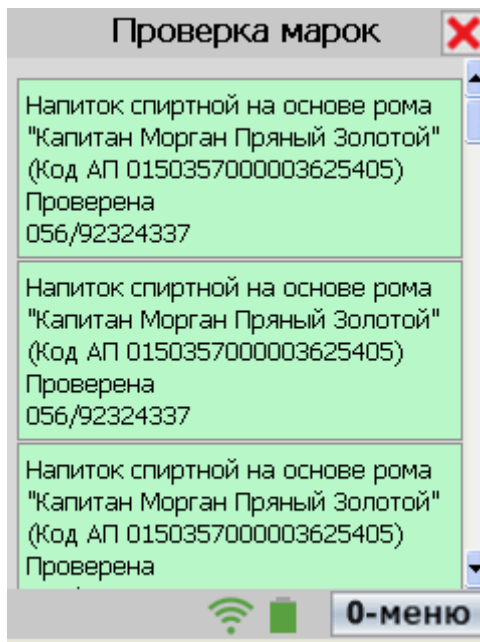 Проверка марок
Напиток спиртной на основе рома
"Капитан Морган Пряный Золотой"
(Код АП 0150357000003625405)
Проверена
056/92324337
Напиток спиртной на основе рома
"Капитан Морган Пряный Золотой"
(Код АП 0150357000003625405)
Проверена
056/92324337
Напиток спиртной на основе рома
"Капитан Морган Пряный Золотой"
(Код АП 0150357000003625405)
Проверена
0-меню